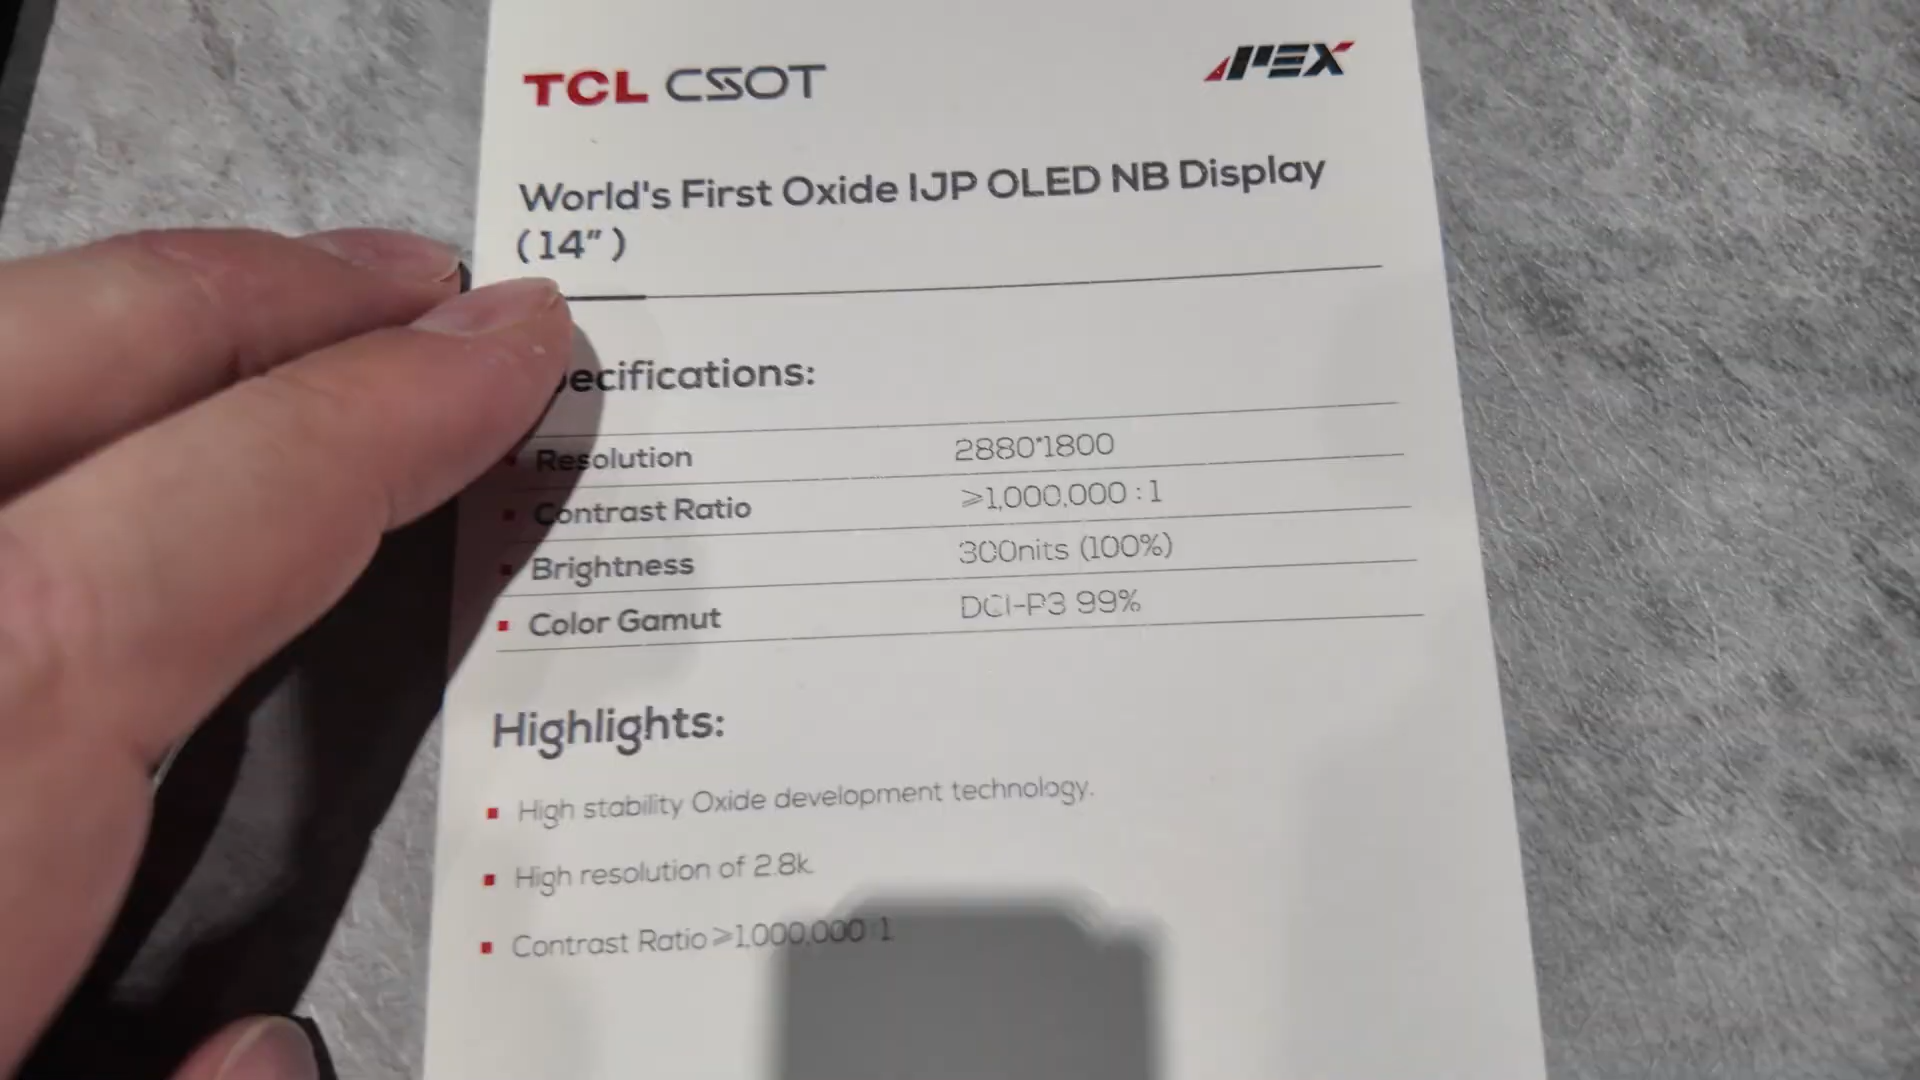 TCL CSOT
APEX
World's First Oxide IJP OLED NB Display
(14")
pecifications:
Resolution 2880*1800
Contrast Ratio ≥1,000,000 : 1
Brightness 300nits (100%)
Color Gamut DCI-P3 99%
Highlights:
High stability Oxide development technology.
High resolution of 2.8k.
Contrast Ratio ≥1,000,000 :1